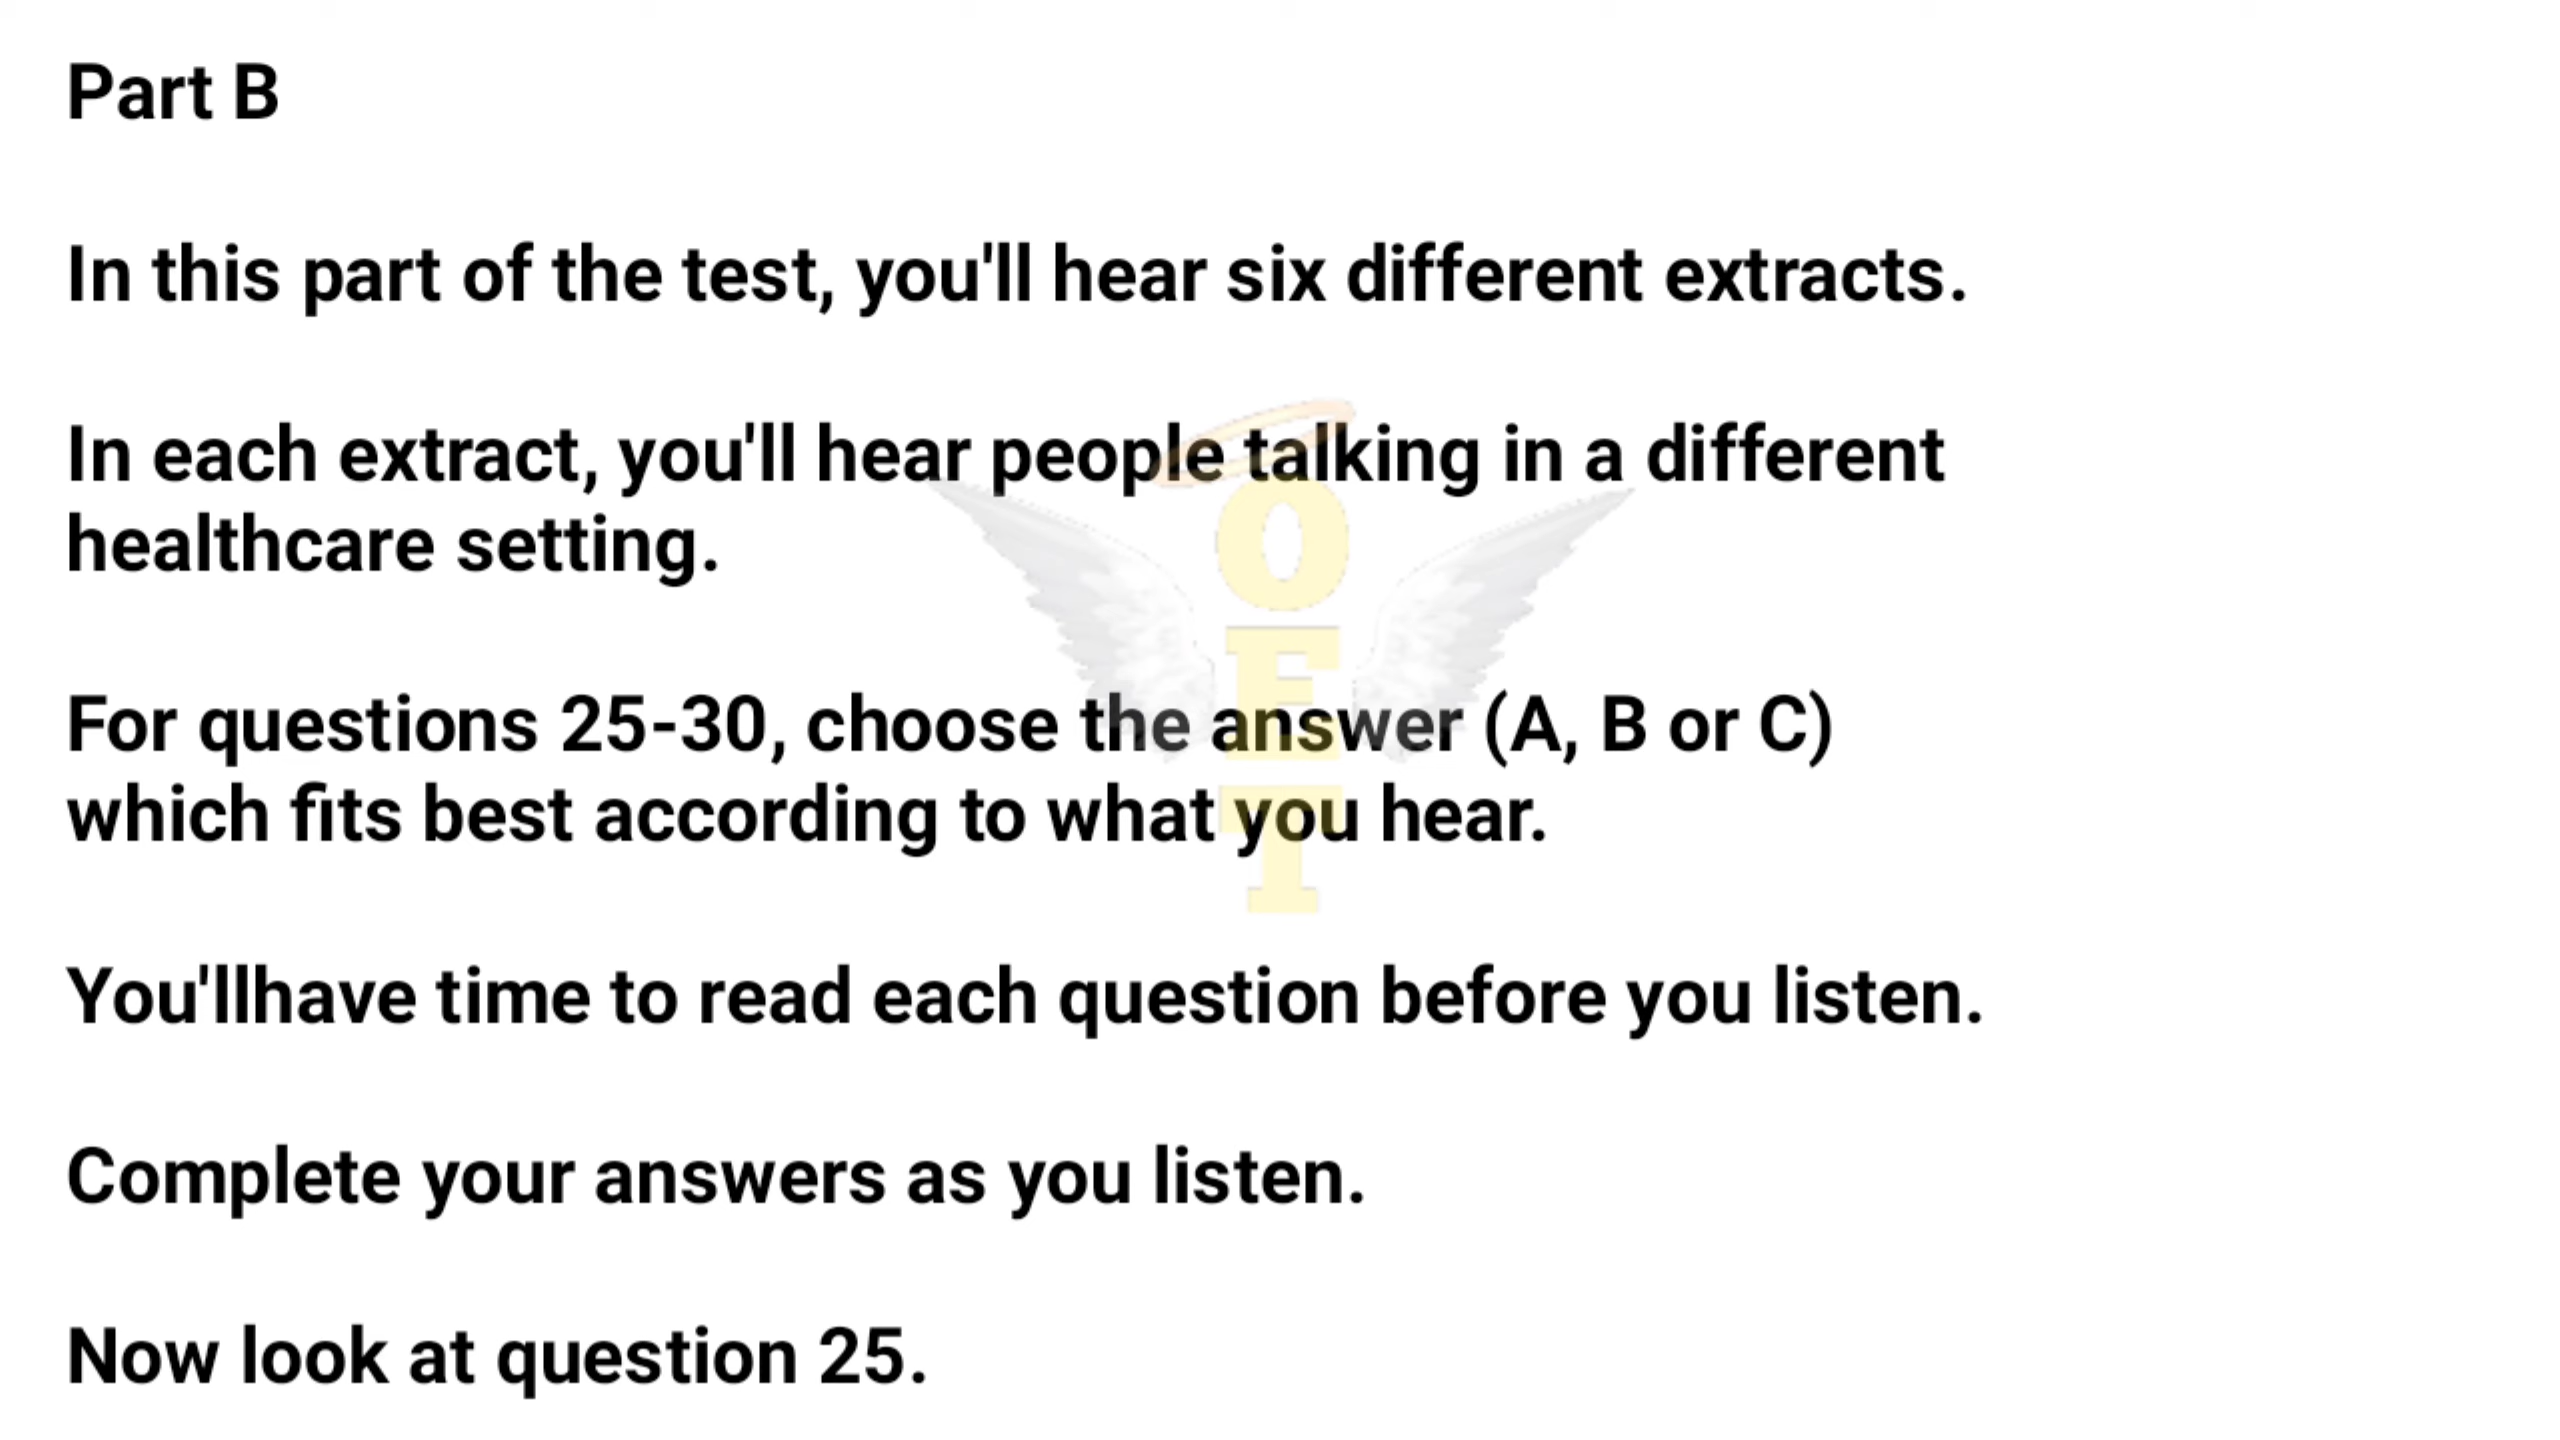 Part B
In this part of the test, you'll hear six different extracts.
In each extract, you'll hear people talking in a different
healthcare setting.
For questions 25-30, choose the answer (A, B or C)
which fits best according to what you hear.
You'llhave time to read each question before you listen.
Complete your answers as you listen.
Now look at question 25.
OET